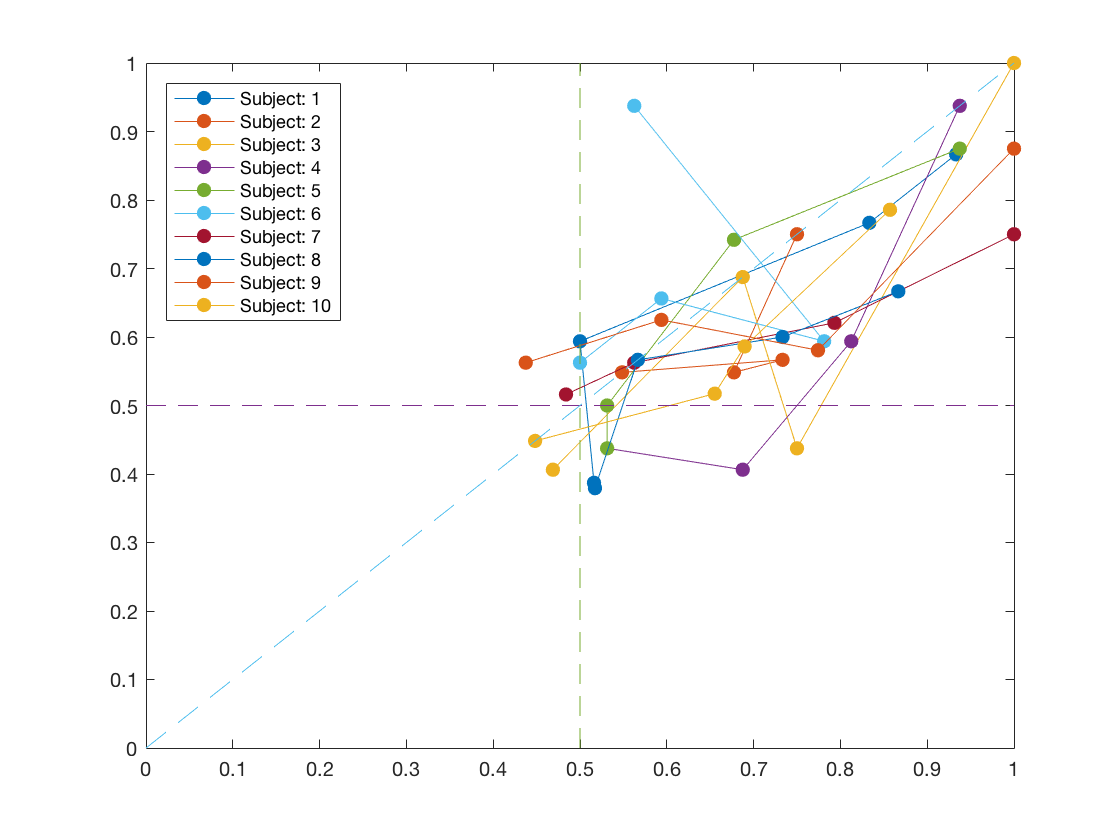 1
0.9
0.8
0.7
0.6
0.5
0.4
0.3
0.2
0.1
0
Subject: 1
Subject: 2
Subject: 3
Subject: 4
Subject: 5
Subject: 6
Subject: 7
Subject: 8
Subject: 9
Subject: 10
0 0.1 0.2 0.3 0.4 0.5 0.6 0.7 0.8 0.9 1